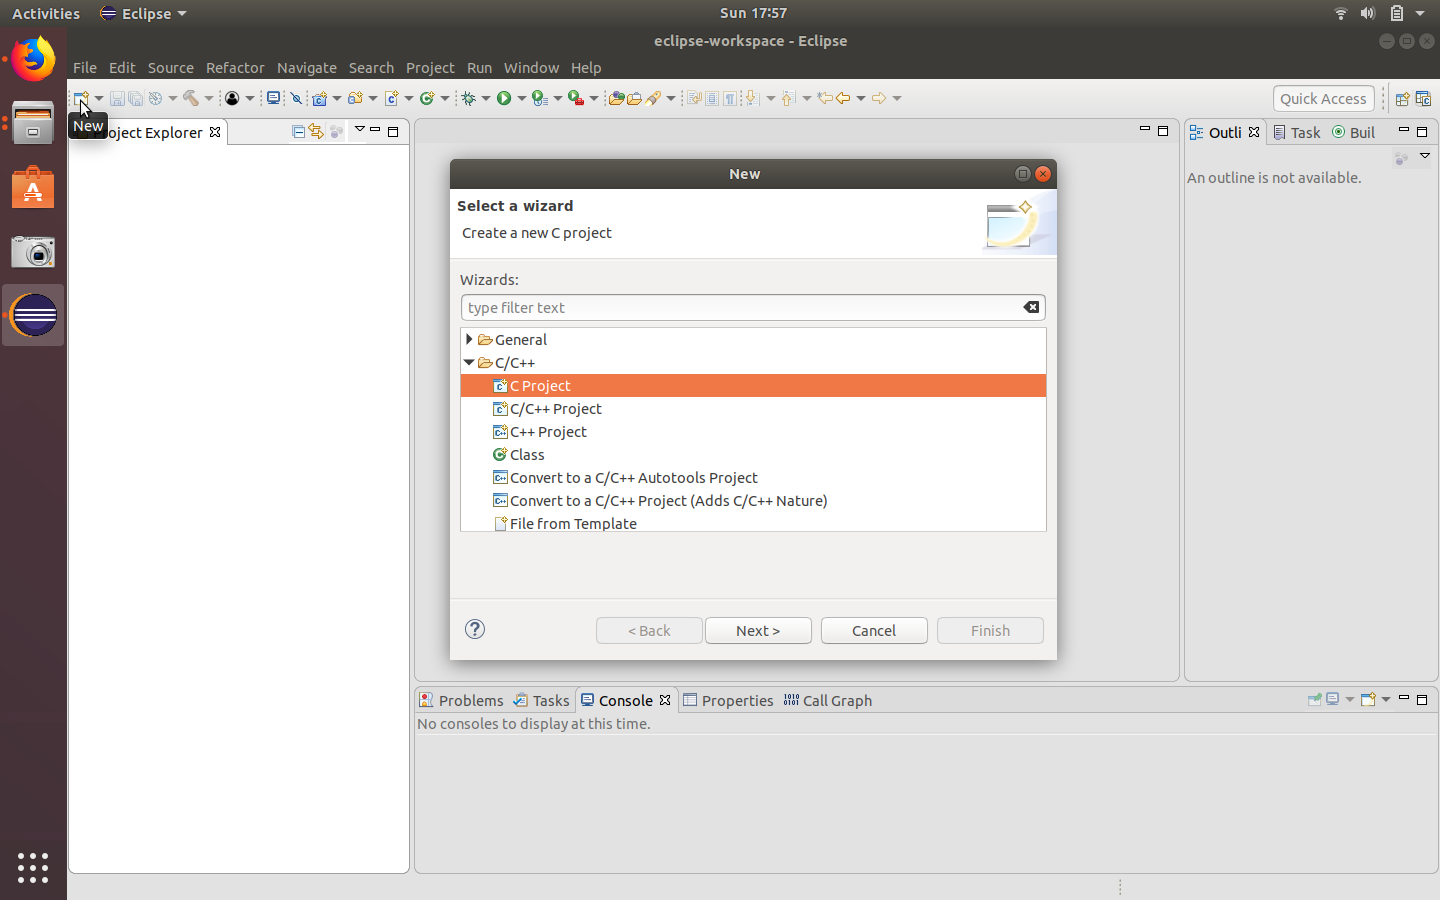 Activities Eclipse Sun 17:57
eclipse-workspace - Eclipse
File Edit Source Refactor Navigate Search Project Run Window Help
Quick Access
New
roject Explorer
Outli Task Buil
An outline is not available.
New
Select a wizard
Create a new C project
Wizards:
type filter text
General
C/C++
C Project
C/C++ Project
C++ Project
Class
Convert to a C/C++ Autotools Project
Convert to a C/C++ Project (Adds C/C++ Nature)
File from Template
< Back Next > Cancel Finish
Problems Tasks Console Properties Call Graph
No consoles to display at this time.